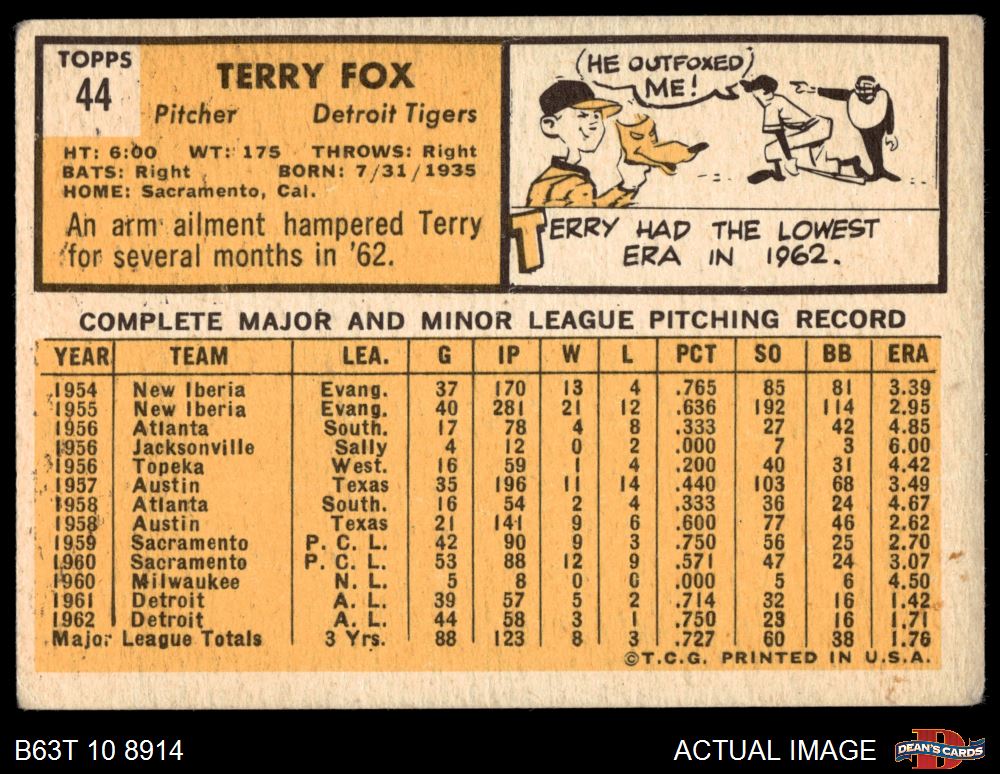 TOPPS
44
TERRY FOX
Pitcher Detroit Tigers
HT: 6:00 WT: 175 THROWS: Right
BATS: Right BORN: 7/31/1935
HOME: Sacramento, Cal.
An arm ailment hampered Terry
for several months in '62.
(HE OUTFOXED)
ME!
TERRY HAD THE LOWEST
ERA IN 1962.
COMPLETE MAJOR AND MINOR LEAGUE PITCHING RECORD
YEAR TEAM LEA. G IP W L PCT SO BB ERA
1954 New Iberia Evang. 37 170 13 4 .765 85 81 3.39
1955 New Iberia Evang. 40 281 21 12 .636 192 114 2.95
1956 Atlanta South. 17 78 4 8 .333 27 42 4.85
1956 Jacksonville Sally 4 12 0 2 .000 7 3 6.00
1956 Topeka West. 16 59 1 4 .200 40 31 4.42
1957 Austin Texas 35 196 11 14 .440 103 68 3.49
1958 Atlanta South. 16 54 2 4 .333 36 24 4.67
1958 Austin Texas 21 141 9 6 .600 77 46 2.62
1959 Sacramento P. C. L. 42 90 9 3 .750 56 25 2.70
1960 Sacramento P. C. L. 53 88 12 9 .571 47 24 3.07
1960 Milwaukee N. L. 5 8 0 0 .000 5 6 4.50
1961 Detroit A. L. 39 57 5 2 .714 32 16 1.42
1962 Detroit A. L. 44 58 3 1 .750 23 16 1.71
Major League Totals 3 Yrs. 88 123 8 3 .727 60 38 1.76
©T.C.G. PRINTED IN U.S.A.
B63T 10 8914 ACTUAL IMAGE DEAN'S CARDS